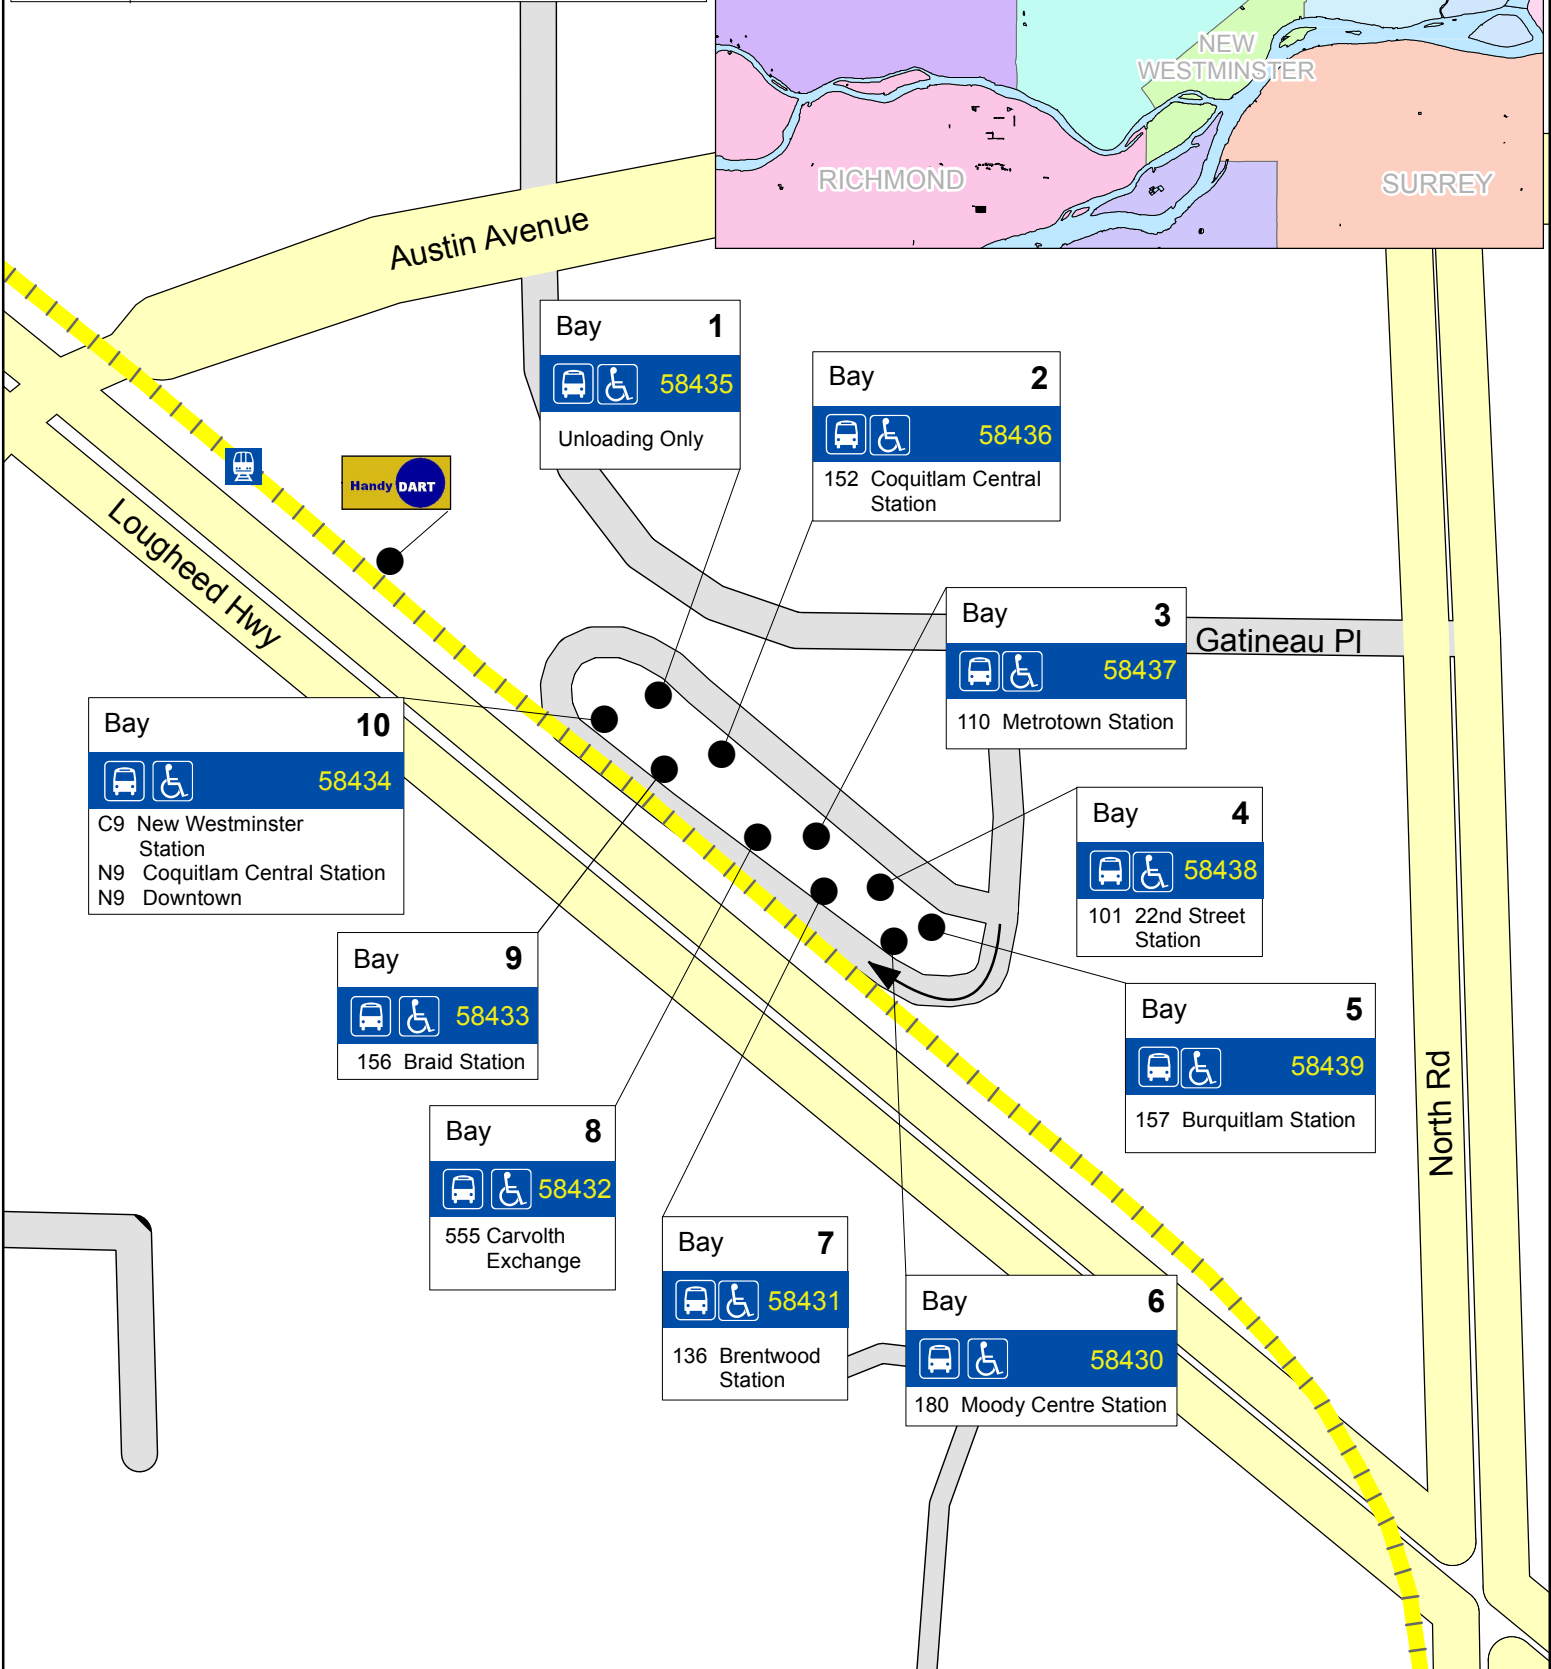 NEW
WESTMINSTER
RICHMOND
SURREY
Austin Avenue
Bay 1
58435
Unloading Only
Bay 2
58436
152 Coquitlam Central
Station
Handy DART
Lougheed Hwy
Bay 3
58437
110 Metrotown Station
Gatineau Pl
Bay 10
58434
C9 New Westminster
Station
N9 Coquitlam Central Station
N9 Downtown
Bay 4
58438
101 22nd Street
Station
Bay 9
58433
156 Braid Station
Bay 5
58439
157 Burquitlam Station
North Rd
Bay 8
58432
555 Carvolth
Exchange
Bay 7
58431
136 Brentwood
Station
Bay 6
58430
180 Moody Centre Station